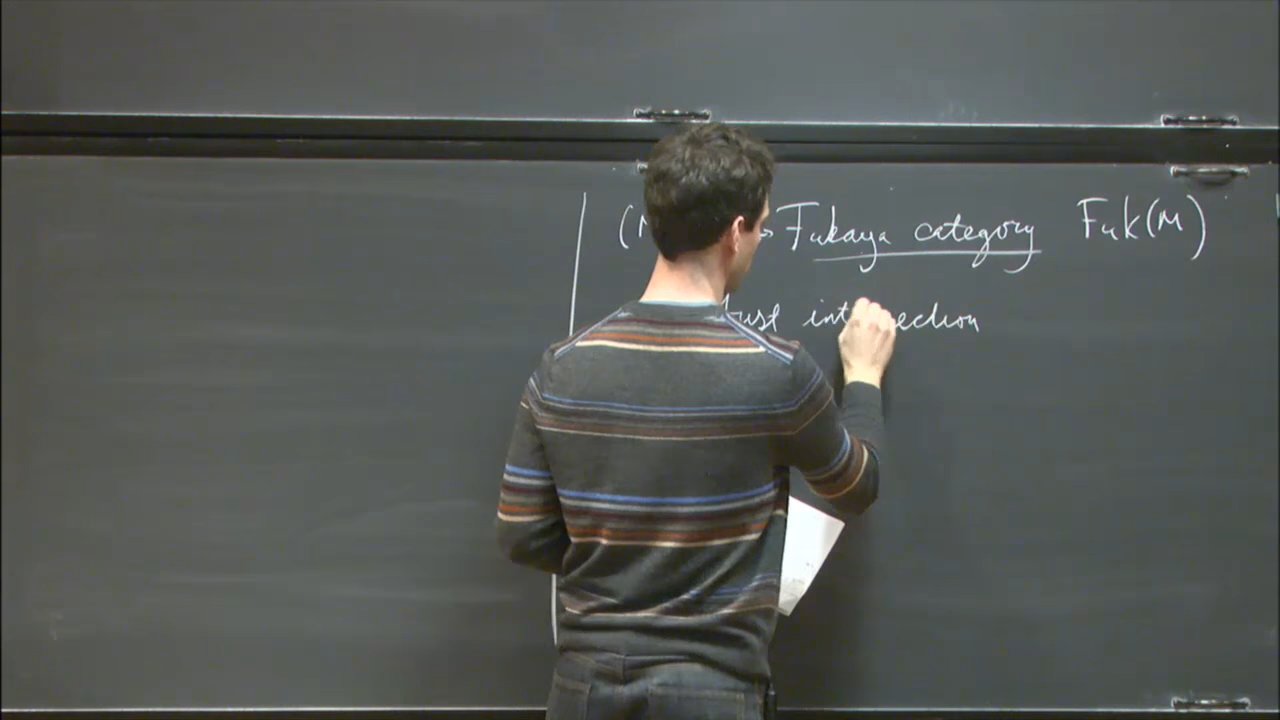 ( Fukaya category Fuk(M)
intersection